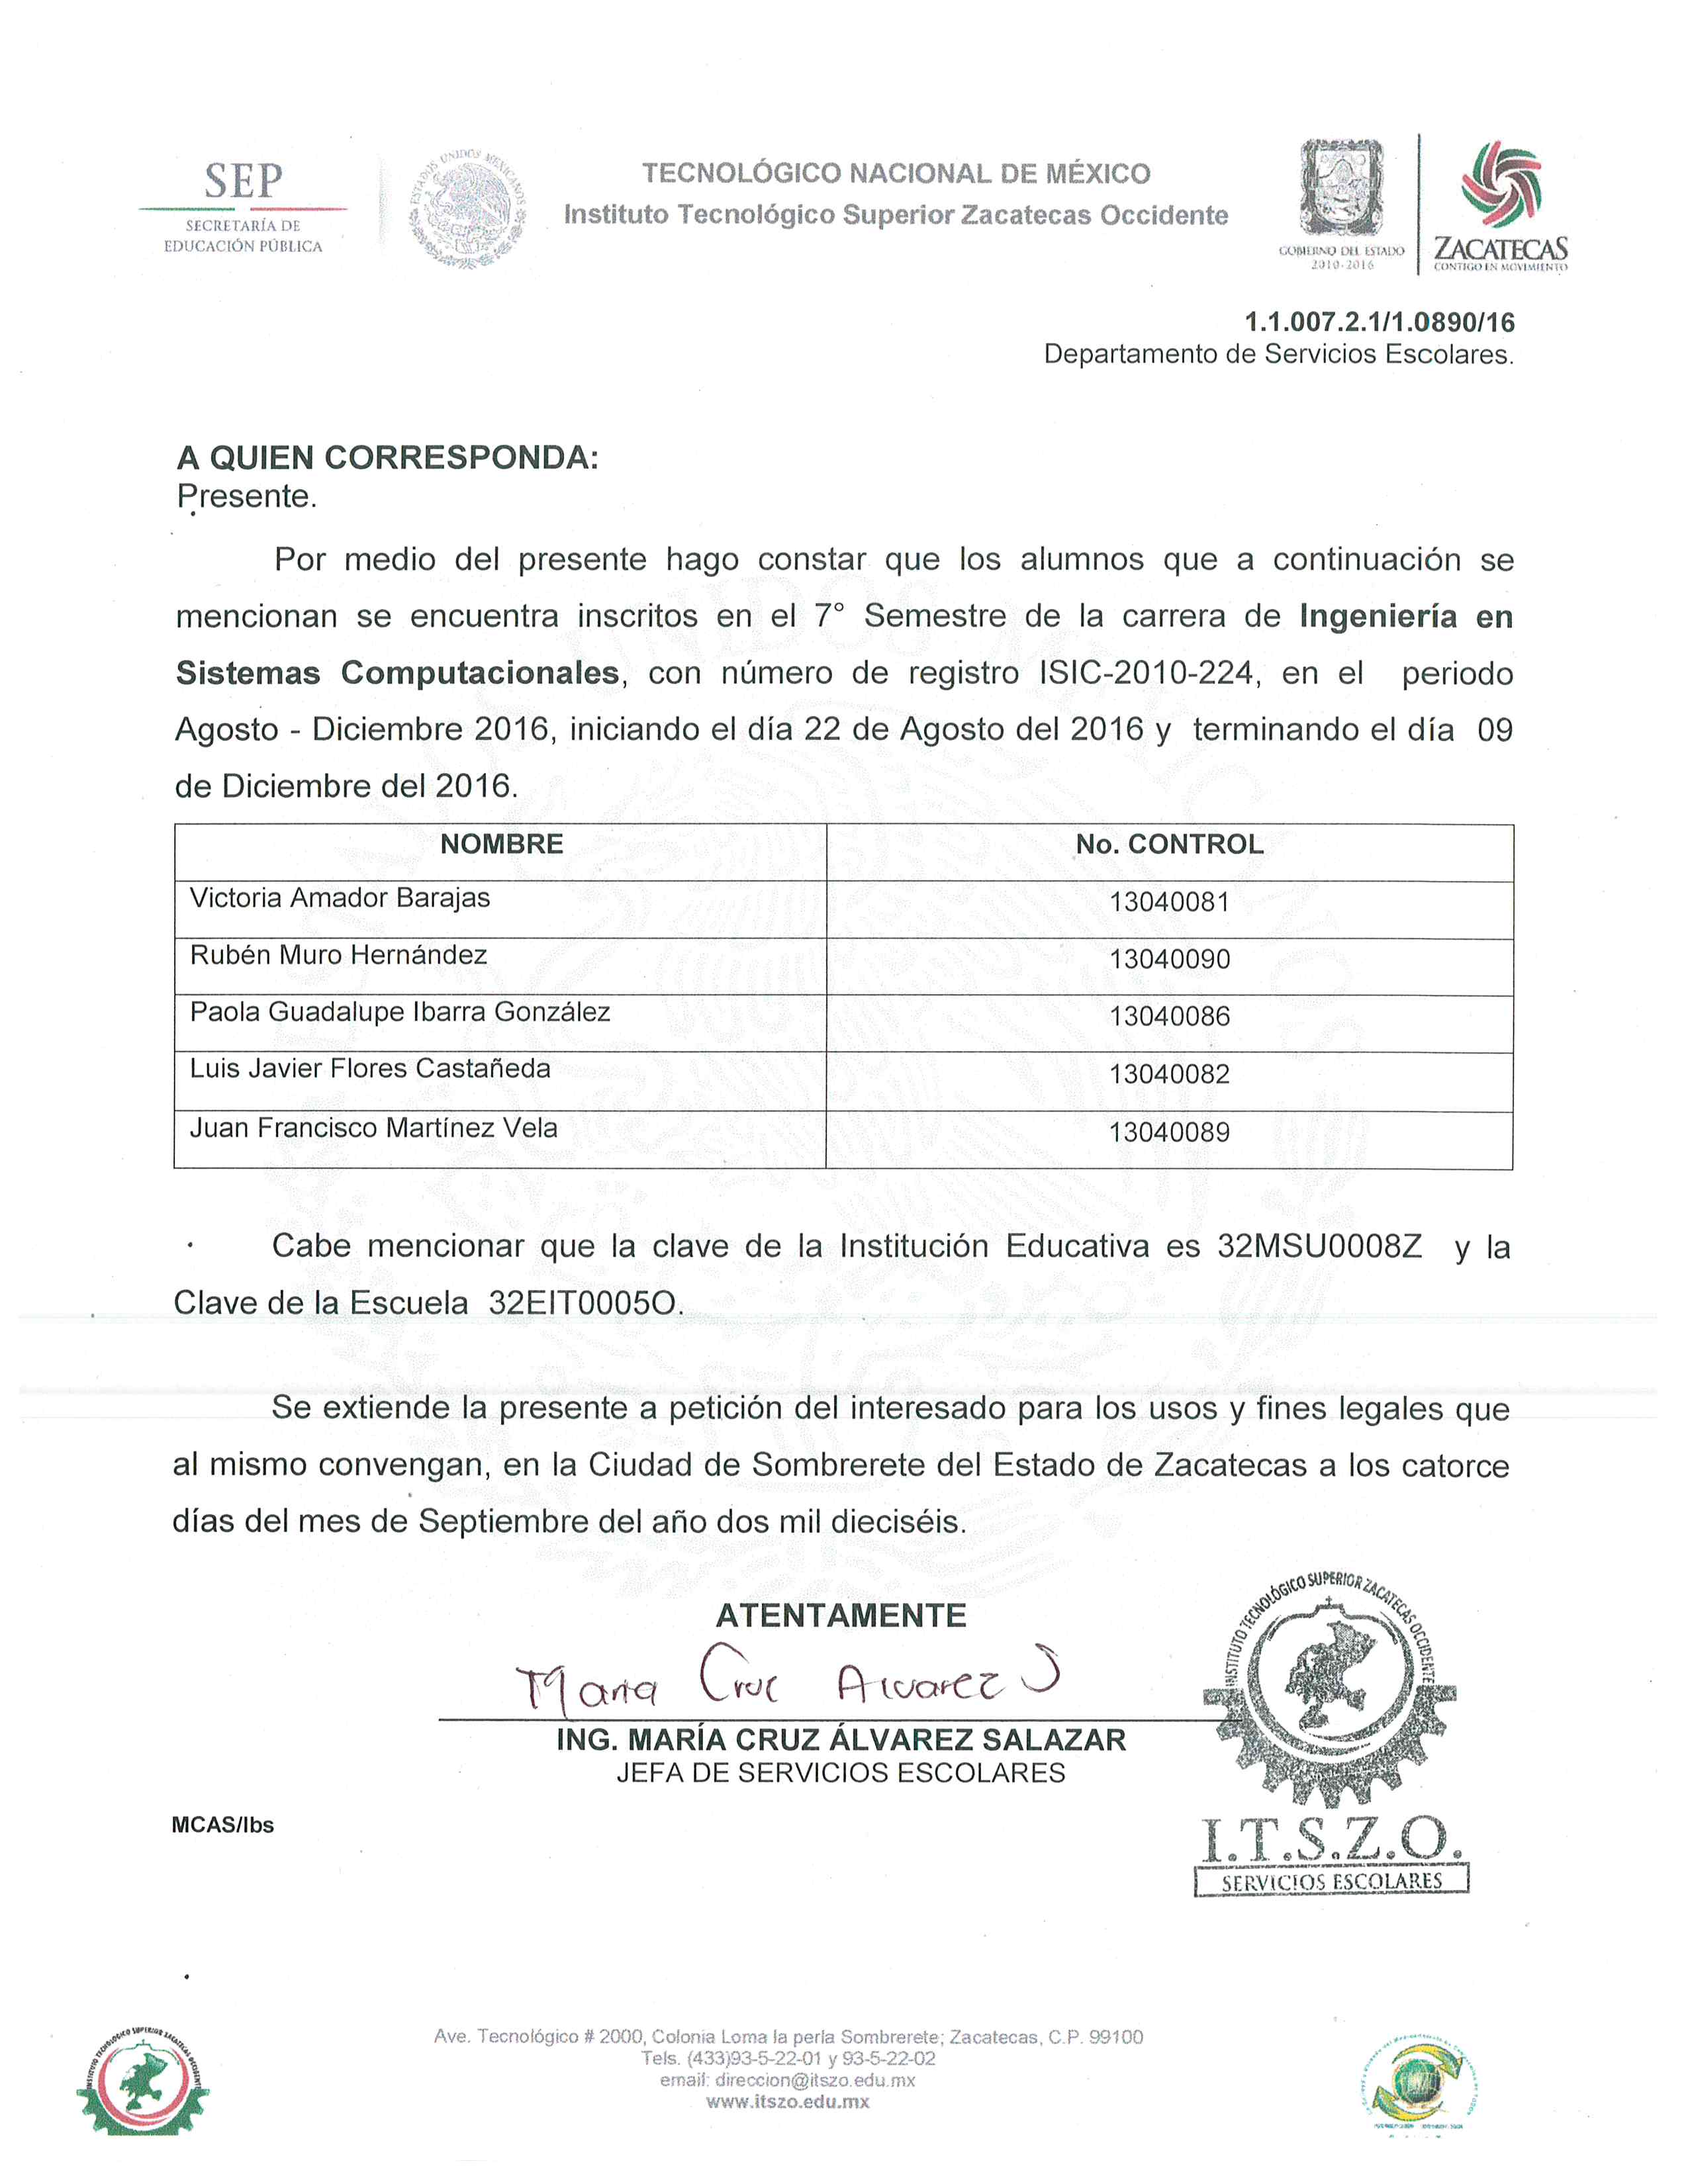 SEP
SECRETARÍA DE
EDUCACIÓN PÚBLICA
ESTADOS UNIDOS MEXICANOS
TECNOLÓGICO NACIONAL DE MÉXICO
Instituto Tecnológico Superior Zacatecas Occidente
GOBIERNO DEL ESTADO
2010-2016
ZACATECAS
CONTIGO EN MOVIMIENTO
1.1.007.2.1/1.0890/16
Departamento de Servicios Escolares.
A QUIEN CORRESPONDA:
Presente.
Por medio del presente hago constar que los alumnos que a continuación se
mencionan se encuentra inscritos en el 7° Semestre de la carrera de Ingeniería en
Sistemas Computacionales, con número de registro ISIC-2010-224, en el periodo
Agosto - Diciembre 2016, iniciando el día 22 de Agosto del 2016 y terminando el día 09
de Diciembre del 2016.
NOMBRE No. CONTROL
Victoria Amador Barajas 13040081
Rubén Muro Hernández 13040090
Paola Guadalupe Ibarra González 13040086
Luis Javier Flores Castañeda 13040082
Juan Francisco Martínez Vela 13040089
Cabe mencionar que la clave de la Institución Educativa es 32MSU0008Z y la
Clave de la Escuela 32EIT0005O.
Se extiende la presente a petición del interesado para los usos y fines legales que
al mismo convengan, en la Ciudad de Sombrerete del Estado de Zacatecas a los catorce
días del mes de Septiembre del año dos mil dieciséis.
ATENTAMENTE
Maria Cruz Alvarez S
ING. MARÍA CRUZ ÁLVAREZ SALAZAR
JEFA DE SERVICIOS ESCOLARES
INSTITUTO TECNOLÓGICO SUPERIOR ZACATECAS OCCIDENTE
I.T.S.Z.O.
SERVICIOS ESCOLARES
MCAS/lbs
INSTITUTO TECNOLÓGICO SUPERIOR ZACATECAS OCCIDENTE
Ave. Tecnológico # 2000, Colonia Loma la perla Sombrerete; Zacatecas, C.P. 99100
Tels. (433)93-5-22-01 y 93-5-22-02
email: direccion@itszo.edu.mx
www.itszo.edu.mx